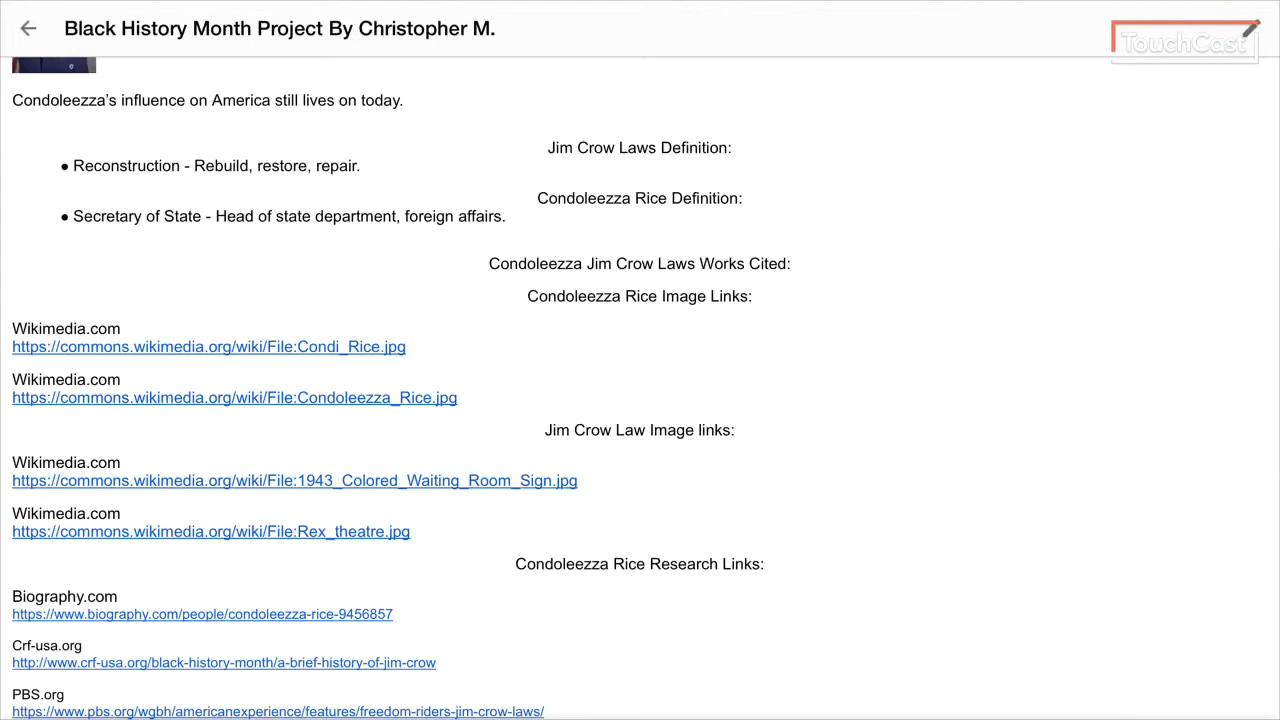 Black History Month Project By Christopher M.
TouchCast
Condoleezza's influence on America still lives on today.
Jim Crow Laws Definition:
● Reconstruction - Rebuild, restore, repair.
Condoleezza Rice Definition:
● Secretary of State - Head of state department, foreign affairs.
Condoleezza Jim Crow Laws Works Cited:
Condoleezza Rice Image Links:
Wikimedia.com
https://commons.wikimedia.org/wiki/File:Condi_Rice.jpg
Wikimedia.com
https://commons.wikimedia.org/wiki/File:Condoleezza_Rice.jpg
Jim Crow Law Image links:
Wikimedia.com
https://commons.wikimedia.org/wiki/File:1943_Colored_Waiting_Room_Sign.jpg
Wikimedia.com
https://commons.wikimedia.org/wiki/File:Rex_theatre.jpg
Condoleezza Rice Research Links:
Biography.com
https://www.biography.com/people/condoleezza-rice-9456857
Crf-usa.org
http://www.crf-usa.org/black-history-month/a-brief-history-of-jim-crow
PBS.org
https://www.pbs.org/wgbh/americanexperience/features/freedom-riders-jim-crow-laws/